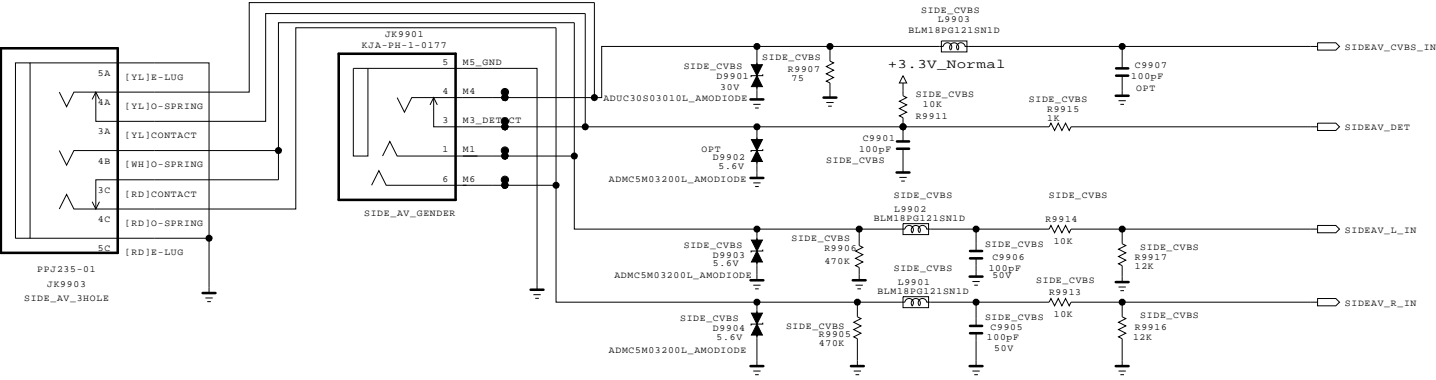 5A
[YL]E-LUG
4A
[YL]O-SPRING
3A
[YL]CONTACT
4B
[WH]O-SPRING
3C
[RD]CONTACT
4C
[RD]O-SPRING
5C
[RD]E-LUG
PPJ235-01
JK9903
SIDE_AV_3HOLE
JK9901
KJA-PH-1-0177
5
M5_GND
4
M4
3
M3_DETECT
1
M1
6
M6
SIDE_AV_GENDER
SIDE_CVBS
D9901
30V
ADUC30S03010L_AMODIODE
SIDE_CVBS
R9907
75
SIDE_CVBS
L9903
BLM18PG121SN1D
C9907
100pF
OPT
SIDEAV_CVBS_IN
+3.3V_Normal
SIDE_CVBS
10K
R9911
SIDE_CVBS
R9915
1K
SIDEAV_DET
OPT
D9902
5.6V
ADMC5M03200L_AMODIODE
C9901
100pF
SIDE_CVBS
SIDE_CVBS
D9903
5.6V
ADMC5M03200L_AMODIODE
SIDE_CVBS
R9906
470K
SIDE_CVBS
L9902
BLM18PG121SN1D
SIDE_CVBS
C9906
100pF
50V
SIDE_CVBS
R9914
10K
SIDE_CVBS
R9917
12K
SIDEAV_L_IN
SIDE_CVBS
D9904
5.6V
ADMC5M03200L_AMODIODE
SIDE_CVBS
R9905
470K
SIDE_CVBS
L9901
BLM18PG121SN1D
SIDE_CVBS
C9905
100pF
50V
SIDE_CVBS
R9913
10K
SIDE_CVBS
R9916
12K
SIDEAV_R_IN